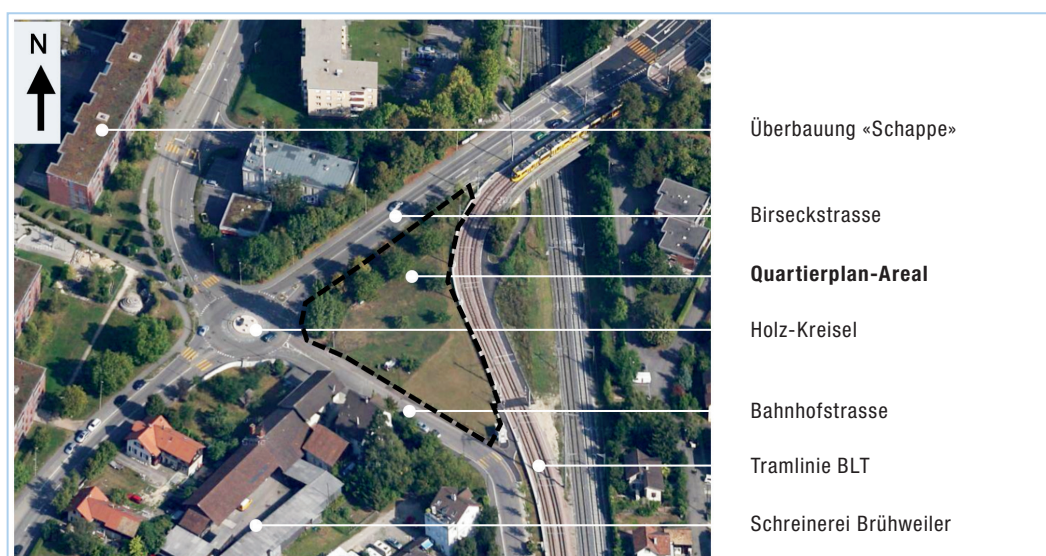 N
Überbauung «Schappe»
Birseckstrasse
Quartierplan-Areal
Holz-Kreisel
Bahnhofstrasse
Tramlinie BLT
Schreinerei Brühweiler